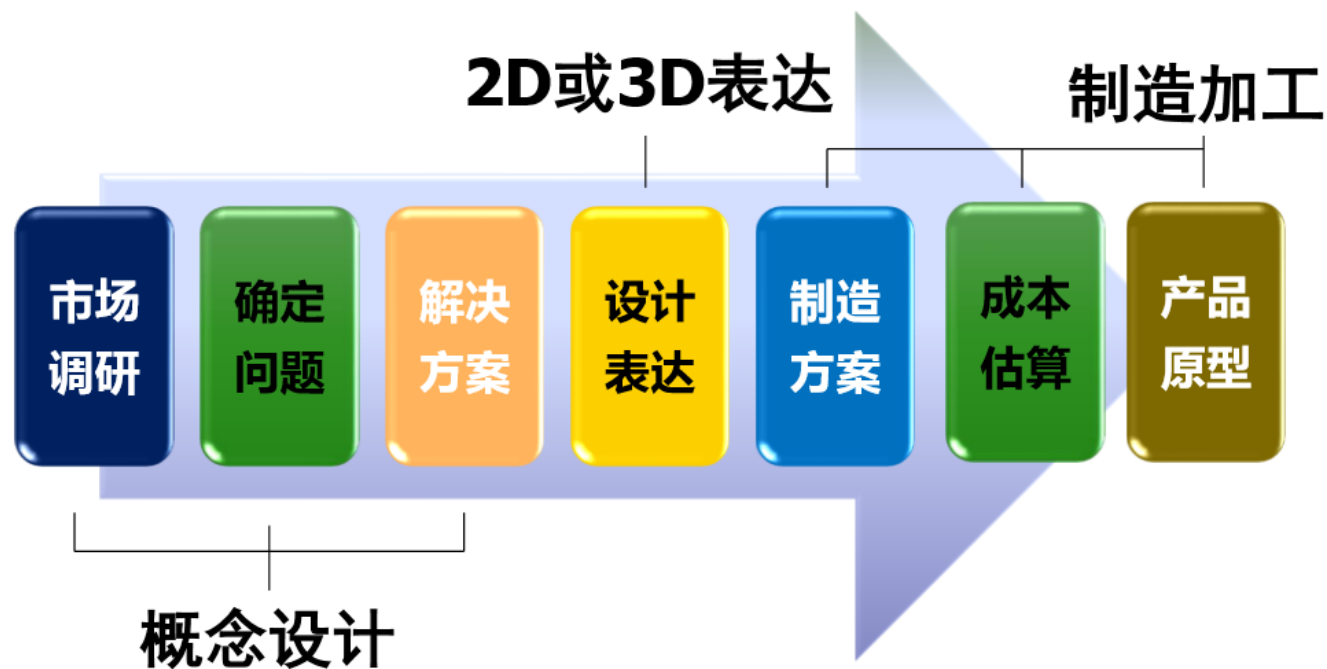 2D或3D表达
制造加工
市场
调研
确定
问题
解决
方案
设计
表达
制造
方案
成本
估算
产品
原型
概念设计